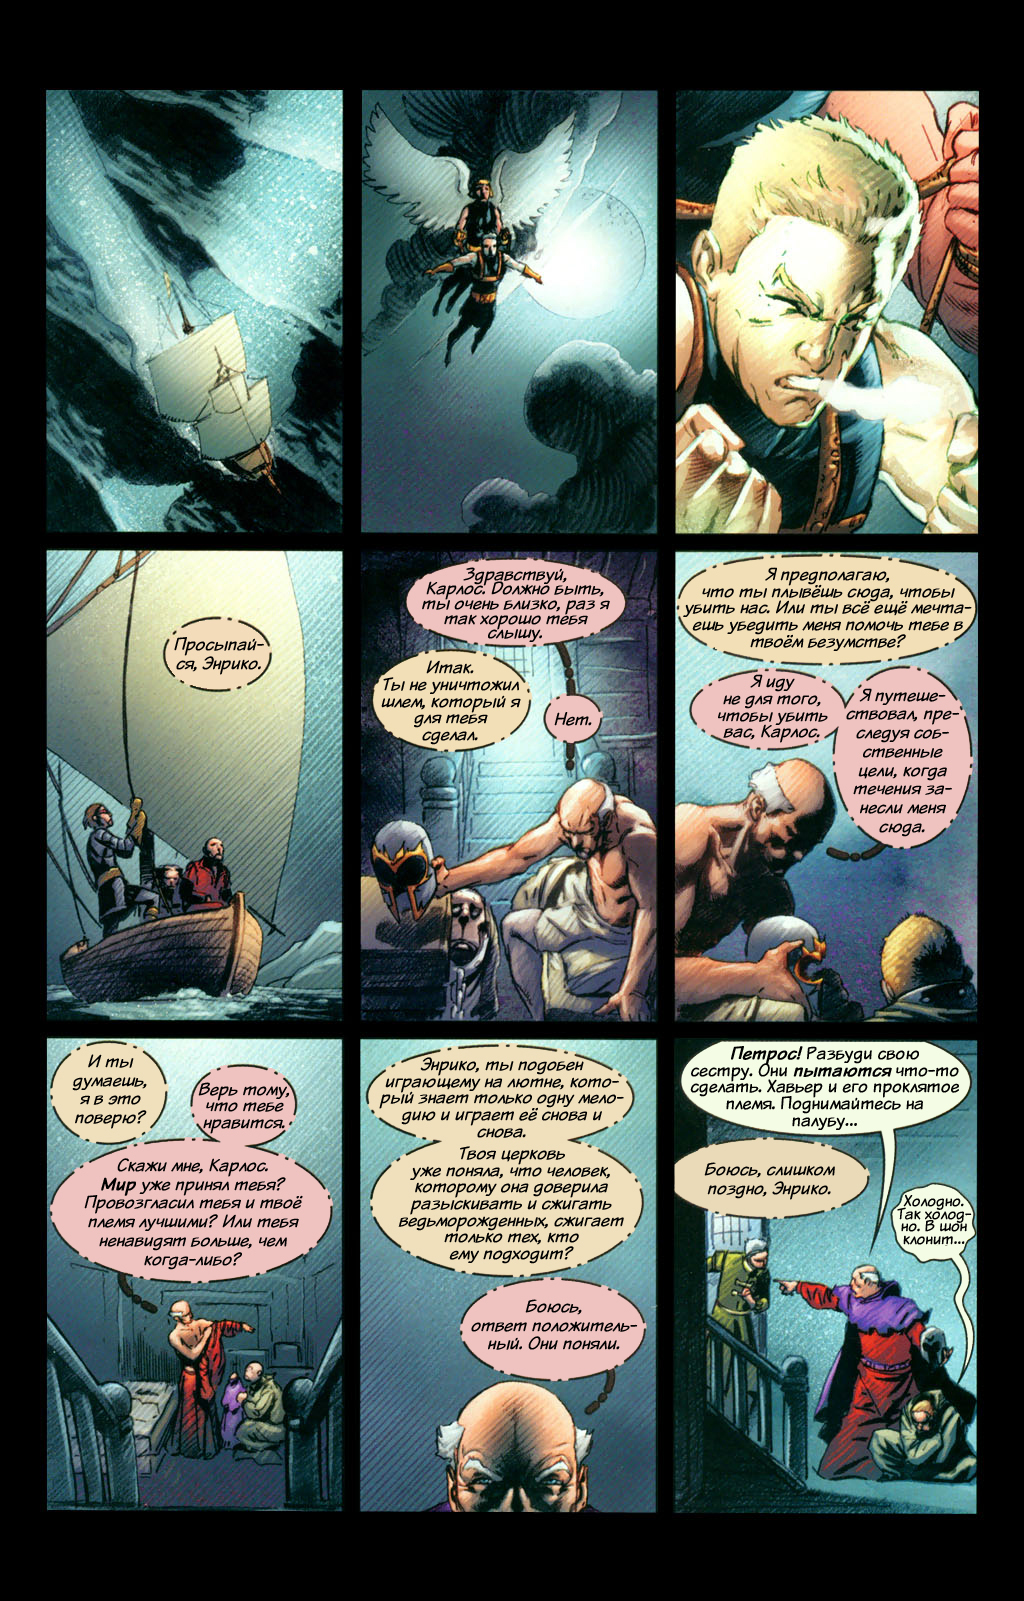 Просыпай-
ся, Энрико.
Здравствуй,
Карлос. Должно быть,
ты очень близко, раз я
так хорошо тебя
слышу.
Итак.
Ты не уничтожил
шлем, который я
для тебя
сделал.
Нет.
Я предполагаю,
что ты плывёшь сюда, чтобы
убить нас. Или ты всё ещё мечта-
ешь убедить меня помочь тебе в
твоём безумстве?
Я иду
не для того,
чтобы убить
вас, Карлос.
Я путеше-
ствовал, пре-
следуя соб-
ственные
цели, когда
течения за-
несли меня
сюда.
И ты
думаешь,
я в это
поверю?
Верь тому,
что тебе
нравится.
Скажи мне, Карлос.
Мир уже принял тебя?
Провозгласил тебя и твоё
племя лучшими? Или тебя
ненавидят больше, чем
когда-либо?
Энрико, ты подобен
играющему на лютне, кото-
рый знает только одну мело-
дию и играет её снова и
снова.
Твоя церковь
уже поняла, что человек,
которому она доверила
разыскивать и сжигать
ведьморожденных, сжигает
только тех, кто
ему подходит?
Боюсь,
ответ положитель-
ный. Они поняли.
Петрос! Разбуди свою
сестру. Они пытаются что-то
сделать. Хавьер и его проклятое
племя. Поднимайтесь на
палубу...
Боюсь, слишком
поздно, Энрико.
Холодно.
Так холод-
но. В шон
клонит...